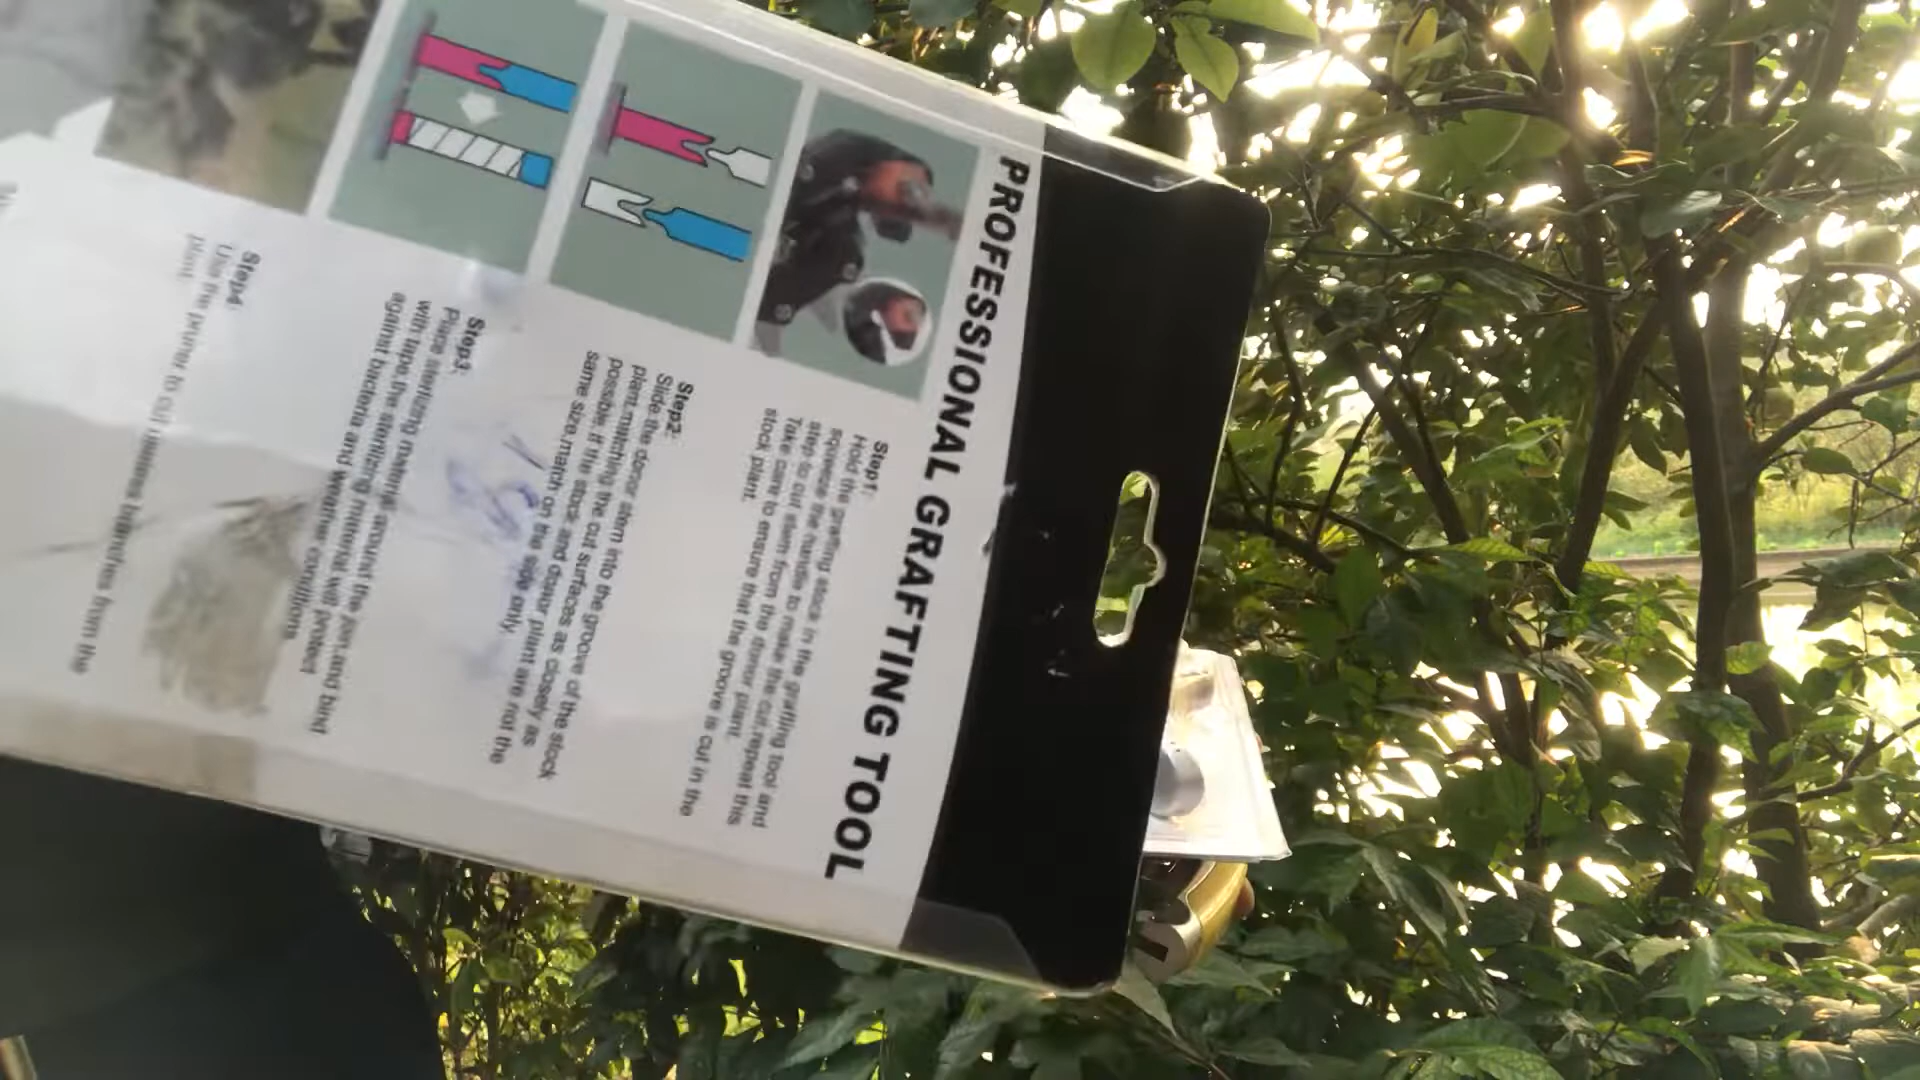 PROFESSIONAL GRAFTING TOOL
Step1:
Hold the grafting stock in the grafting tool and
squeeze the handle to make the cut,repeat this
step to cut stem from the donor plant.
Take care to ensure that the groove is cut in the
stock plant.
Step2:
Slide the donor stem into the groove of the stock
plant,matching the cut surfaces as closely as
possible. If the stock and donor plant are not the
same size,match on the side only.
Step3:
Place sterilizing material around the join,and bind
with tape,the sterilizing material will protect
against bacteria and weather conditions.
Step4:
Use the pruner to cut useless branches from the
plant.